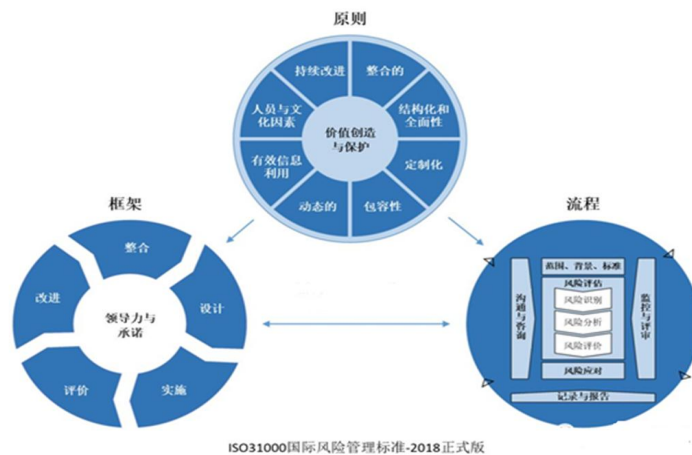 原则
持续改进
整合的
人员与文
化因素
结构化和
全面性
价值创造
与保护
有效信息
利用
定制化
动态的
包容性
框架
流程
整合
改进
设计
领导力与
承诺
评价
实施
范围、背景、标准
沟通与咨询
风险评估
风险识别
风险分析
风险评价
监控与评审
风险应对
记录与报告
ISO31000国际风险管理标准-2018正式版